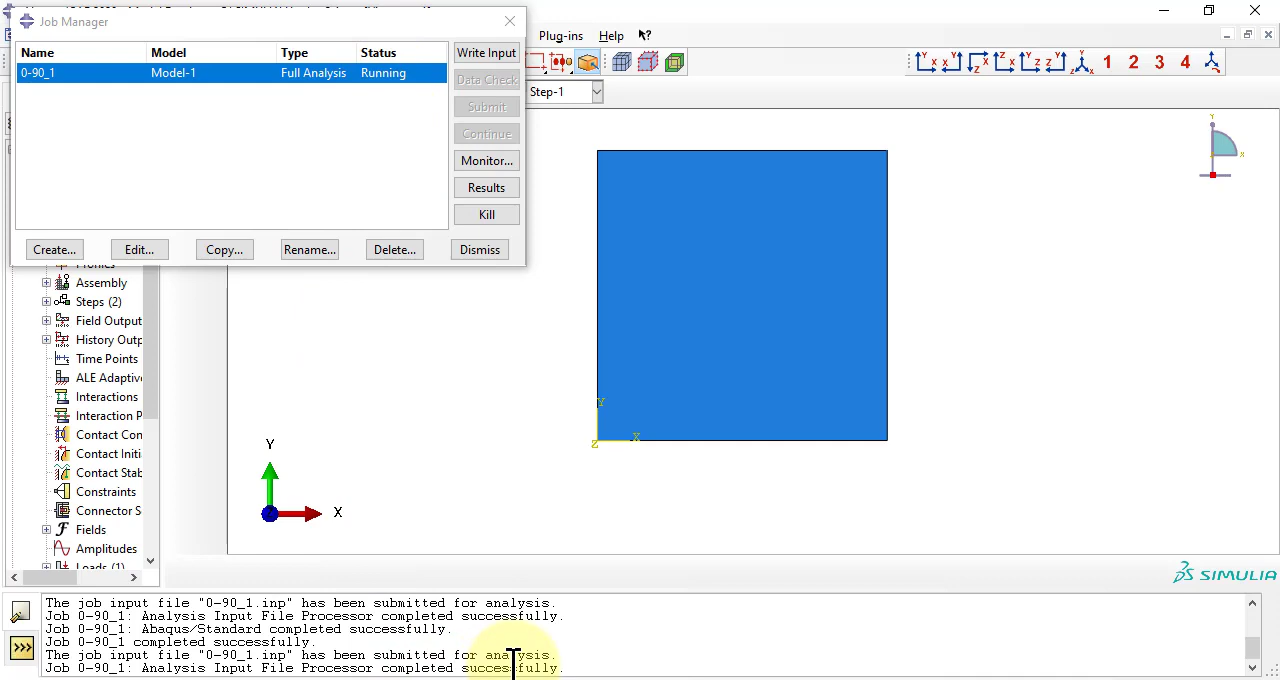 Job Manager
Name Model Type Status
0-90_1 Model-1 Full Analysis Running
Write Input
Data Check
Submit
Continue
Monitor...
Results
Kill
Create... Edit... Copy... Rename... Delete... Dismiss
Plug-ins Help
1 2 3 4
Step-1
Assembly
Steps (2)
Field Output
History Outp
Time Points
ALE Adaptiv
Interactions
Interaction P
Contact Con
Contact Initi
Contact Stab
Constraints
Connector S
Fields
Amplitudes
Loads (1)
Y
X
Y
X
Z
Y
X
Z
SIMULIA
The job input file "0-90_1.inp" has been submitted for analysis.
Job 0-90_1: Analysis Input File Processor completed successfully.
Job 0-90_1: Abaqus/Standard completed successfully.
Job 0-90_1 completed successfully.
The job input file "0-90_1.inp" has been submitted for analysis.
Job 0-90_1: Analysis Input File Processor completed successfully.